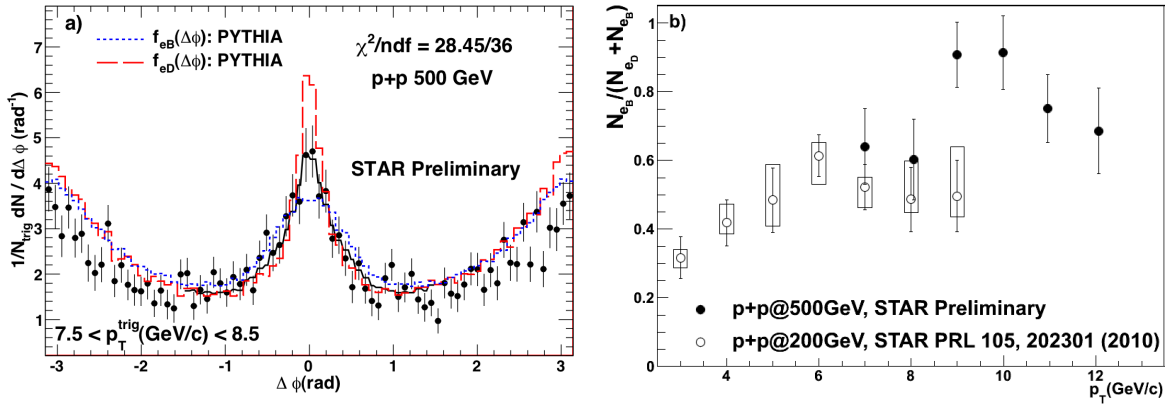 a)
f_eB(Δϕ): PYTHIA
f_eD(Δϕ): PYTHIA
χ²/ndf = 28.45/36
p+p 500 GeV
STAR Preliminary
7.5 < p_T^trig(GeV/c) < 8.5
1/N_trig dN / dΔ ϕ (rad⁻¹)
7
6
5
4
3
2
1
-3 -2 -1 0 1 2 3
Δ ϕ(rad)
b)
N_eB/(N_eD + N_eB)
1
0.8
0.6
0.4
0.2
0
p+p@500GeV, STAR Preliminary
p+p@200GeV, STAR PRL 105, 202301 (2010)
4 6 8 10 12
p_T(GeV/c)